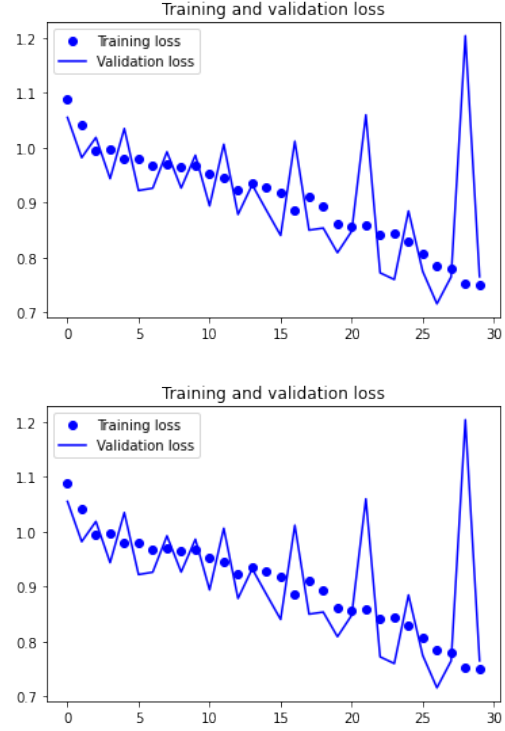 Training and validation loss
Training loss
Validation loss
1.2
1.1
1.0
0.9
0.8
0.7
0 5 10 15 20 25 30
Training and validation loss
Training loss
Validation loss
1.2
1.1
1.0
0.9
0.8
0.7
0 5 10 15 20 25 30